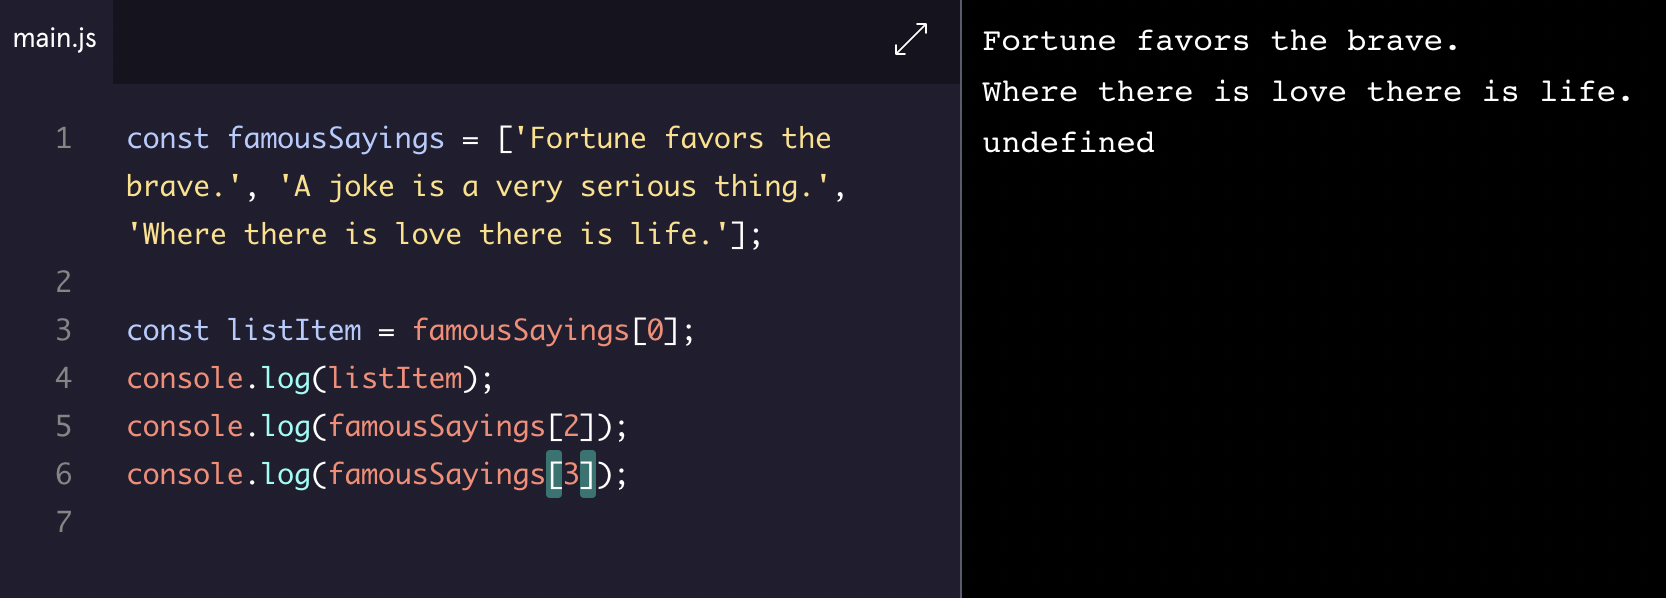 main.js
1 const famousSayings = ['Fortune favors the
brave.', 'A joke is a very serious thing.',
'Where there is love there is life.'];
2
3 const listItem = famousSayings[0];
4 console.log(listItem);
5 console.log(famousSayings[2]);
6 console.log(famousSayings[3]);
7
Fortune favors the brave.
Where there is love there is life.
undefined